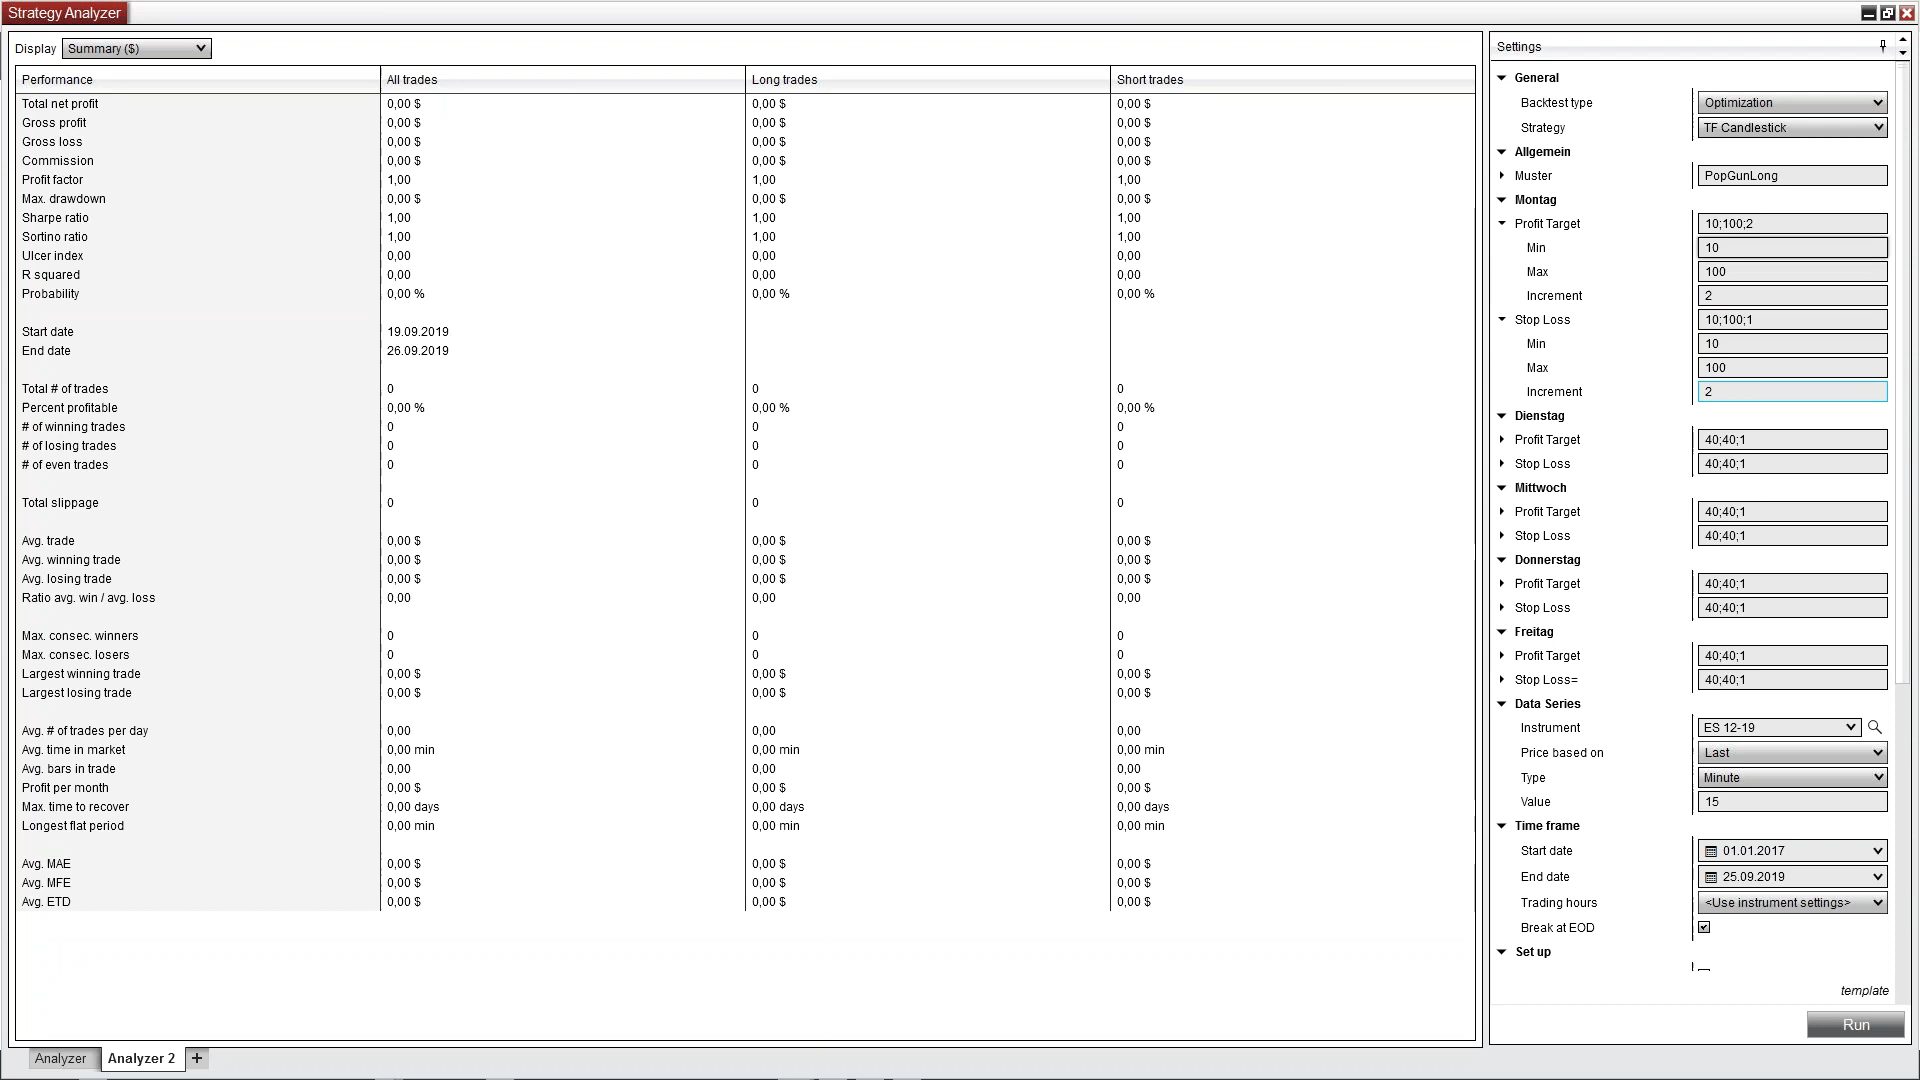 Strategy Analyzer
Display Summary ($)
Performance All trades Long trades Short trades
Total net profit 0,00 $ 0,00 $ 0,00 $
Gross profit 0,00 $ 0,00 $ 0,00 $
Gross loss 0,00 $ 0,00 $ 0,00 $
Commission 0,00 $ 0,00 $ 0,00 $
Profit factor 1,00 1,00 1,00
Max. drawdown 0,00 $ 0,00 $ 0,00 $
Sharpe ratio 1,00 1,00 1,00
Sortino ratio 1,00 1,00 1,00
Ulcer index 0,00 0,00 0,00
R squared 0,00 0,00 0,00
Probability 0,00 % 0,00 % 0,00 %
Start date 19.09.2019
End date 26.09.2019
Total # of trades 0 0 0
Percent profitable 0,00 % 0,00 % 0,00 %
# of winning trades 0 0 0
# of losing trades 0 0 0
# of even trades 0 0 0
Total slippage 0 0 0
Avg. trade 0,00 $ 0,00 $ 0,00 $
Avg. winning trade 0,00 $ 0,00 $ 0,00 $
Avg. losing trade 0,00 $ 0,00 $ 0,00 $
Ratio avg. win / avg. loss 0,00 0,00 0,00
Max. consec. winners 0 0 0
Max. consec. losers 0 0 0
Largest winning trade 0,00 $ 0,00 $ 0,00 $
Largest losing trade 0,00 $ 0,00 $ 0,00 $
Avg. # of trades per day 0,00 0,00 0,00
Avg. time in market 0,00 min 0,00 min 0,00 min
Avg. bars in trade 0,00 0,00 0,00
Profit per month 0,00 $ 0,00 $ 0,00 $
Max. time to recover 0,00 days 0,00 days 0,00 days
Longest flat period 0,00 min 0,00 min 0,00 min
Avg. MAE 0,00 $ 0,00 $ 0,00 $
Avg. MFE 0,00 $ 0,00 $ 0,00 $
Avg. ETD 0,00 $ 0,00 $ 0,00 $
Analyzer Analyzer 2 +
Settings
General
Backtest type Optimization
Strategy TF Candlestick
Allgemein
Muster PopGunLong
Montag
Profit Target 10;100;2
Min 10
Max 100
Increment 2
Stop Loss 10;100;1
Min 10
Max 100
Increment 2
Dienstag
Profit Target 40;40;1
Stop Loss 40;40;1
Mittwoch
Profit Target 40;40;1
Stop Loss 40;40;1
Donnerstag
Profit Target 40;40;1
Stop Loss 40;40;1
Freitag
Profit Target 40;40;1
Stop Loss= 40;40;1
Data Series
Instrument ES 12-19
Price based on Last
Type Minute
Value 15
Time frame
Start date 01.01.2017
End date 25.09.2019
Trading hours <Use instrument settings>
Break at EOD
Set up
template
Run